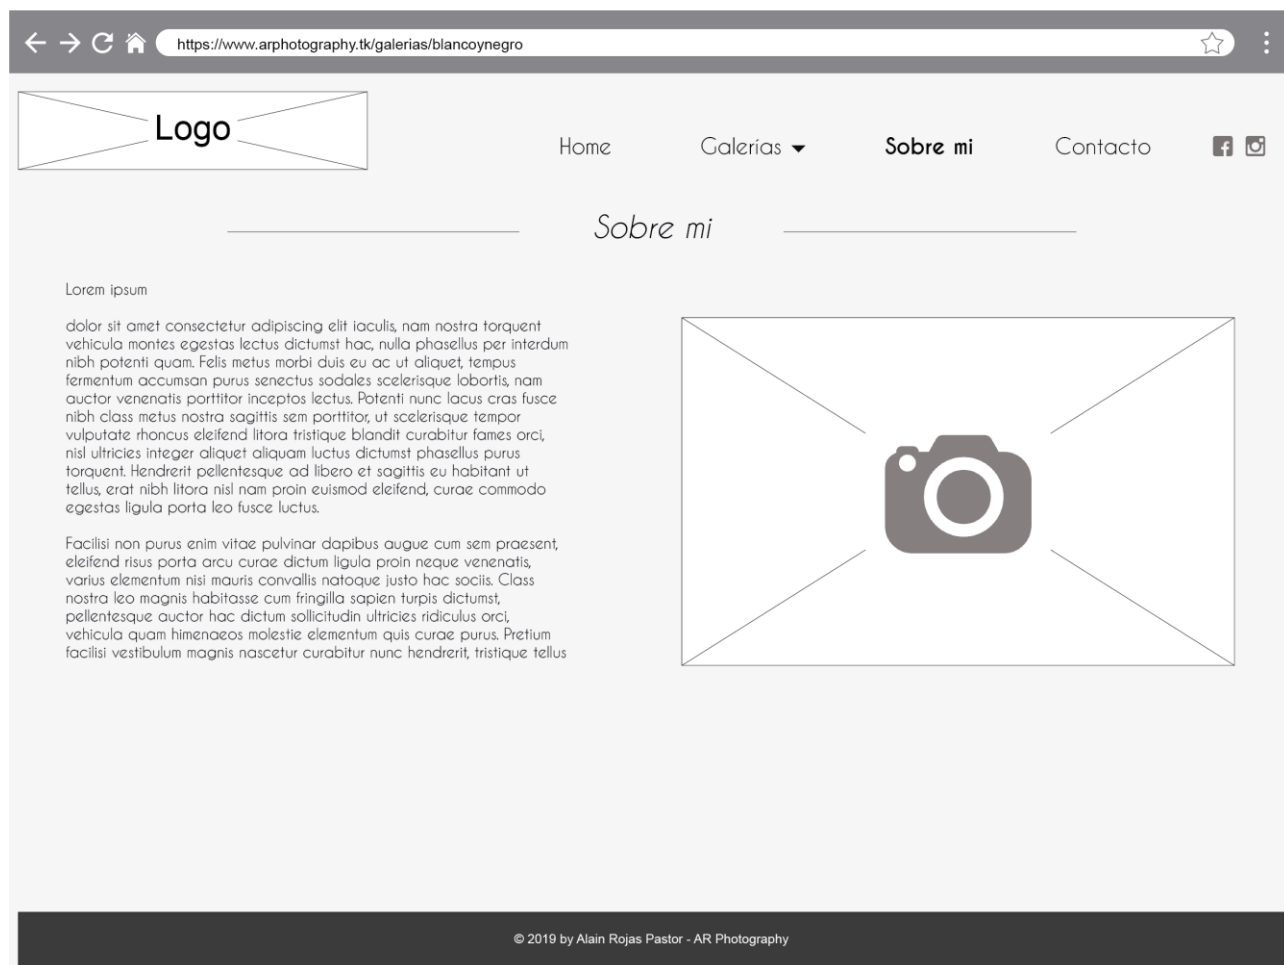 https://www.arphotography.tk/galerias/blancoynegro
Logo
Home
Galerías
Sobre mi
Contacto
Sobre mi
Lorem ipsum
dolor sit amet consectetur adipiscing elit iaculis, nam nostra torquent
vehicula montes egestas lectus dictumst hac, nulla phasellus per interdum
nibh potenti quam. Felis metus morbi duis eu ac ut aliquet, tempus
fermentum accumsan purus senectus sodales scelerisque lobortis, nam
auctor venenatis porttitor inceptos lectus. Potenti nunc lacus cras fusce
nibh class metus nostra sagittis sem porttitor, ut scelerisque tempor
vulputate rhoncus eleifend litora tristique blandit curabitur fames orci,
nisl ultricies integer aliquet aliquam luctus dictumst phasellus purus
torquent. Hendrerit pellentesque ad libero et sagittis eu habitant ut
tellus, erat nibh litora nisl nam proin euismod eleifend, curae commodo
egestas ligula porta leo fusce luctus.
Facilisi non purus enim vitae pulvinar dapibus augue cum sem praesent,
eleifend risus porta arcu curae dictum ligula proin neque venenatis,
varius elementum nisi mauris convallis natoque justo hac sociis. Class
nostra leo magnis habitasse cum fringilla sapien turpis dictumst,
pellentesque auctor hac dictum sollicitudin ultricies ridiculus orci,
vehicula quam himenaeos molestie elementum quis curae purus. Pretium
facilisi vestibulum magnis nascetur curabitur nunc hendrerit, tristique tellus
© 2019 by Alain Rojas Pastor - AR Photography